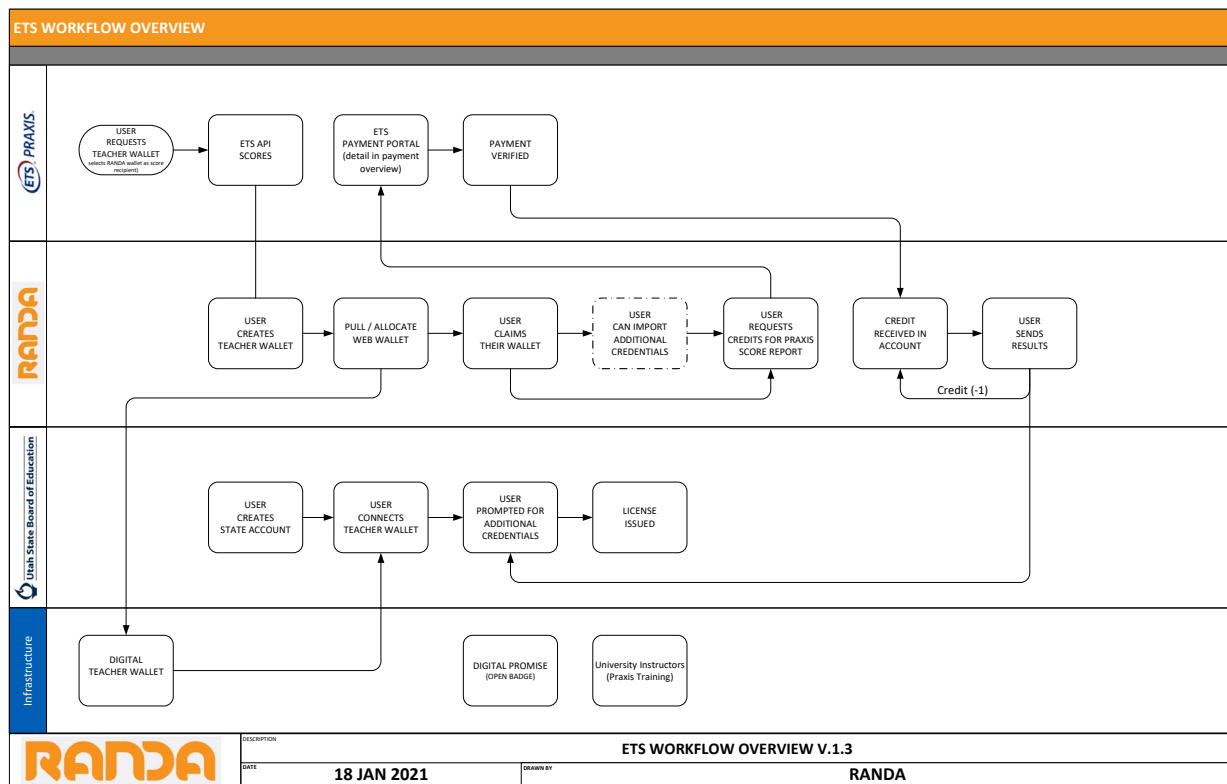 ETS WORKFLOW OVERVIEW
ETS PRAXIS
USER
REQUESTS
TEACHER WALLET
selects RANDA wallet as score
recipient)
ETS API
SCORES
ETS
PAYMENT PORTAL
(detail in payment
overview)
PAYMENT
VERIFIED
RANDA
USER
CREATES
TEACHER WALLET
PULL / ALLOCATE
WEB WALLET
USER
CLAIMS
THEIR WALLET
USER
CAN IMPORT
ADDITIONAL
CREDENTIALS
USER
REQUESTS
CREDITS FOR PRAXIS
SCORE REPORT
CREDIT
RECEIVED IN
ACCOUNT
USER
SENDS
RESULTS
Credit (-1)
Utah State Board of Education
USER
CREATES
STATE ACCOUNT
USER
CONNECTS
TEACHER WALLET
USER
PROMPTED FOR
ADDITIONAL
CREDENTIALS
LICENSE
ISSUED
Infrastructure
DIGITAL
TEACHER WALLET
DIGITAL PROMISE
(OPEN BADGE)
University Instructors
(Praxis Training)
RANDA
DESCRIPTION
ETS WORKFLOW OVERVIEW V.1.3
DATE
18 JAN 2021
DRAWN BY
RANDA